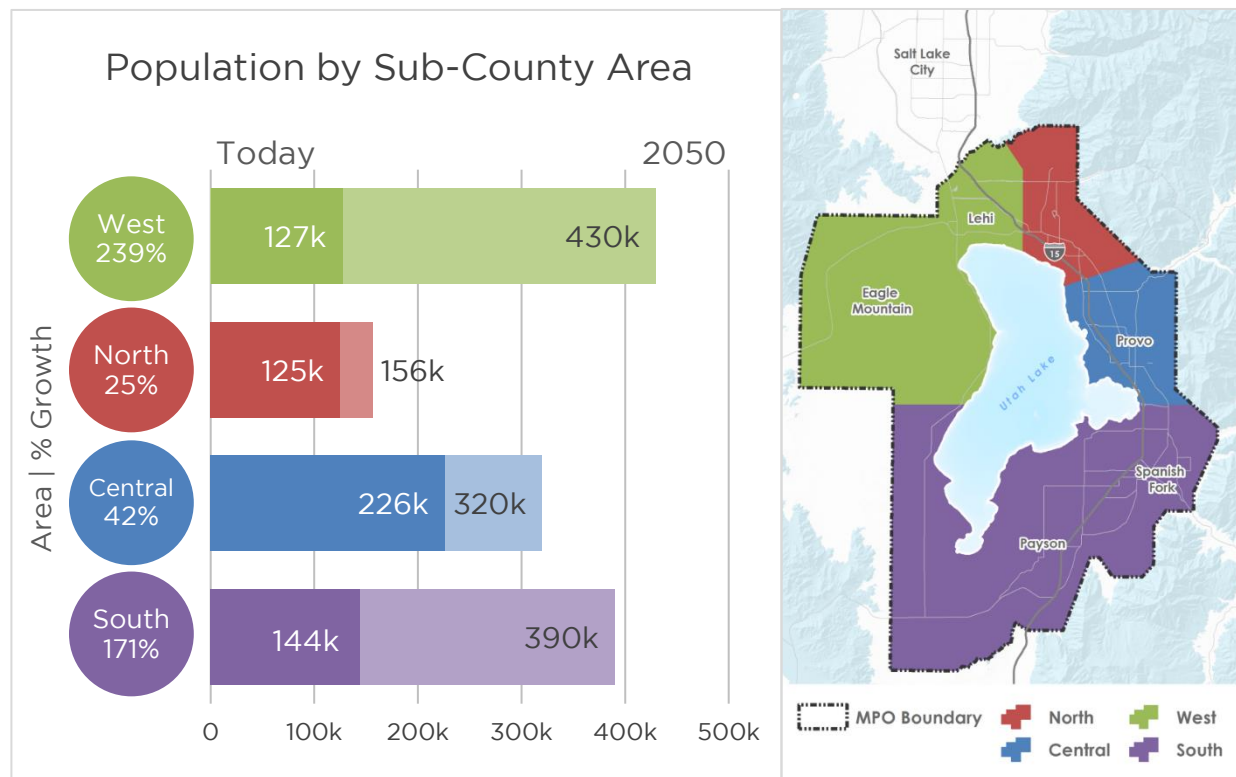 Population by Sub-County Area
Today 2050
Area | % Growth
West
239%
127k 430k
North
25%
125k 156k
Central
42%
226k 320k
South
171%
144k 390k
0 100k 200k 300k 400k 500k
Salt Lake
City
Lehi
15
Eagle
Mountain
Provo
Utah Lake
Spanish
Fork
Payson
MPO Boundary North West
Central South